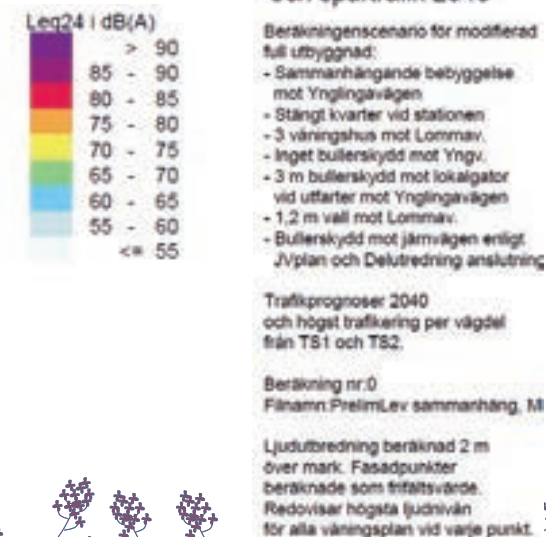 Leq24 i dB(A)
> 90
85 - 90
80 - 85
75 - 80
70 - 75
65 - 70
60 - 65
55 - 60
<= 55
Beräkningenscenario för modifierad
full utbyggnad:
- Sammanhängande bebyggelse
mot Ynglingavägen
- Stängt kvarter vid stationen
- 3 våningshus mot Lommav.
- Inget bullerskydd mot Yngv.
- 3 m bullerskydd mot lokalgator
vid utfarter mot Ynglingavägen
- 1,2 m vall mot Lommav.
- Bullerskydd mot järnvägen enligt
JVplan och Delutredning anslutning
Trafikprognoser 2040
och högst trafikering per vägdel
från TS1 och TS2.
Beräkning nr:0
Filnamn:PrelimLev sammanhäng,
Ljudutbredning beräknad 2 m
över mark. Fasadpunkter
beräknade som frifältsvärde.
Redovisar högsta ljudnivån
för alla våningsplan vid varje punkt.